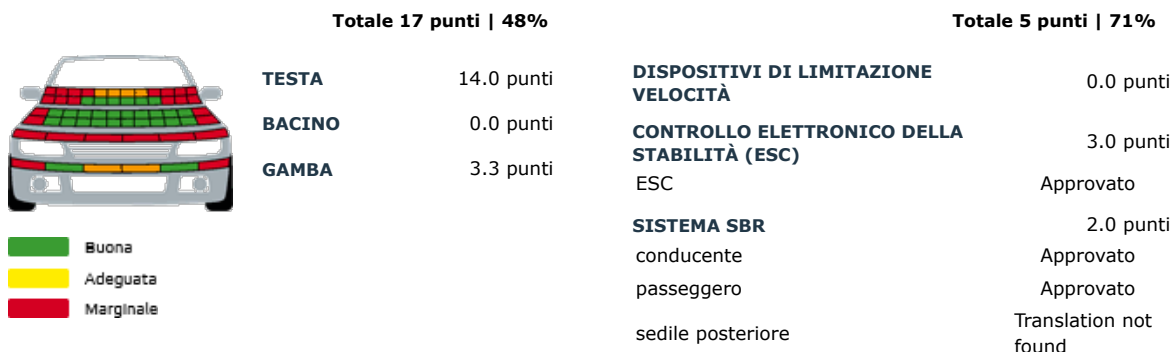 Totale 17 punti | 48%
TESTA 14.0 punti
BACINO 0.0 punti
GAMBA 3.3 punti
Buona
Adeguata
Marginale
Totale 5 punti | 71%
DISPOSITIVI DI LIMITAZIONE
VELOCITÀ 0.0 punti
CONTROLLO ELETTRONICO DELLA
STABILITÀ (ESC) 3.0 punti
ESC Approvato
SISTEMA SBR 2.0 punti
conducente Approvato
passeggero Approvato
sedile posteriore Translation not
found